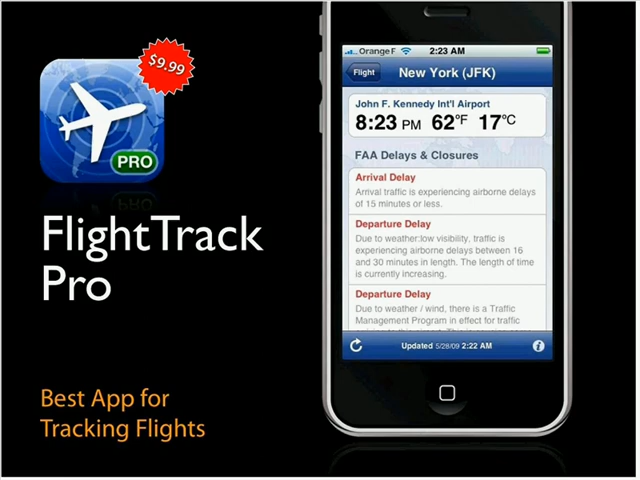 $9.99
PRO
FlightTrack
Pro
Best App for
Tracking Flights
Orange F
2:23 AM
Flight
New York (JFK)
John F. Kennedy Int'l Airport
8:23 PM 62°F 17°C
FAA Delays & Closures
Arrival Delay
Arrival traffic is experiencing airborne delays
of 15 minutes or less.
Departure Delay
Due to weather:low visibility, traffic is
experiencing airborne delays between 16
and 30 minutes in length. The length of time
is currently increasing.
Departure Delay
Due to weather / wind, there is a Traffic
Management Program in effect for traffic
Updated 5/28/09 2:22 AM